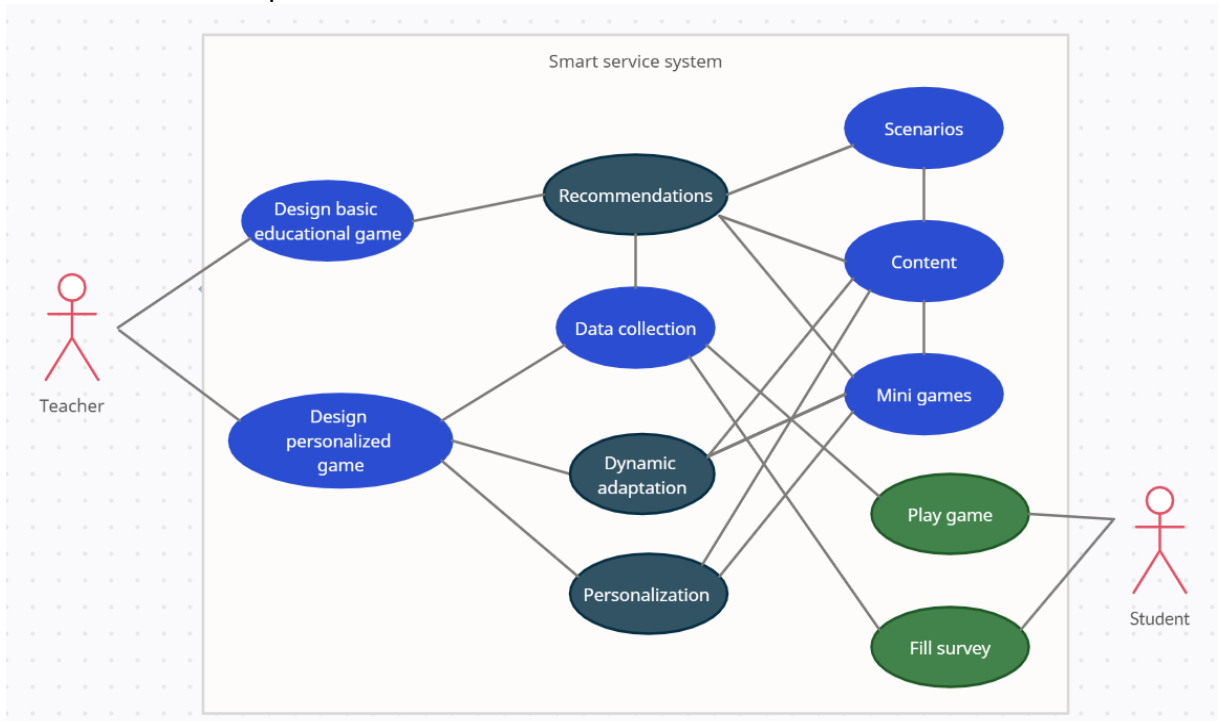 Smart service system
Scenarios
Recommendations
Design basic
educational game
Content
Data collection
Mini games
Teacher
Design
personalized
game
Dynamic
adaptation
Play game
Personalization
Student
Fill survey